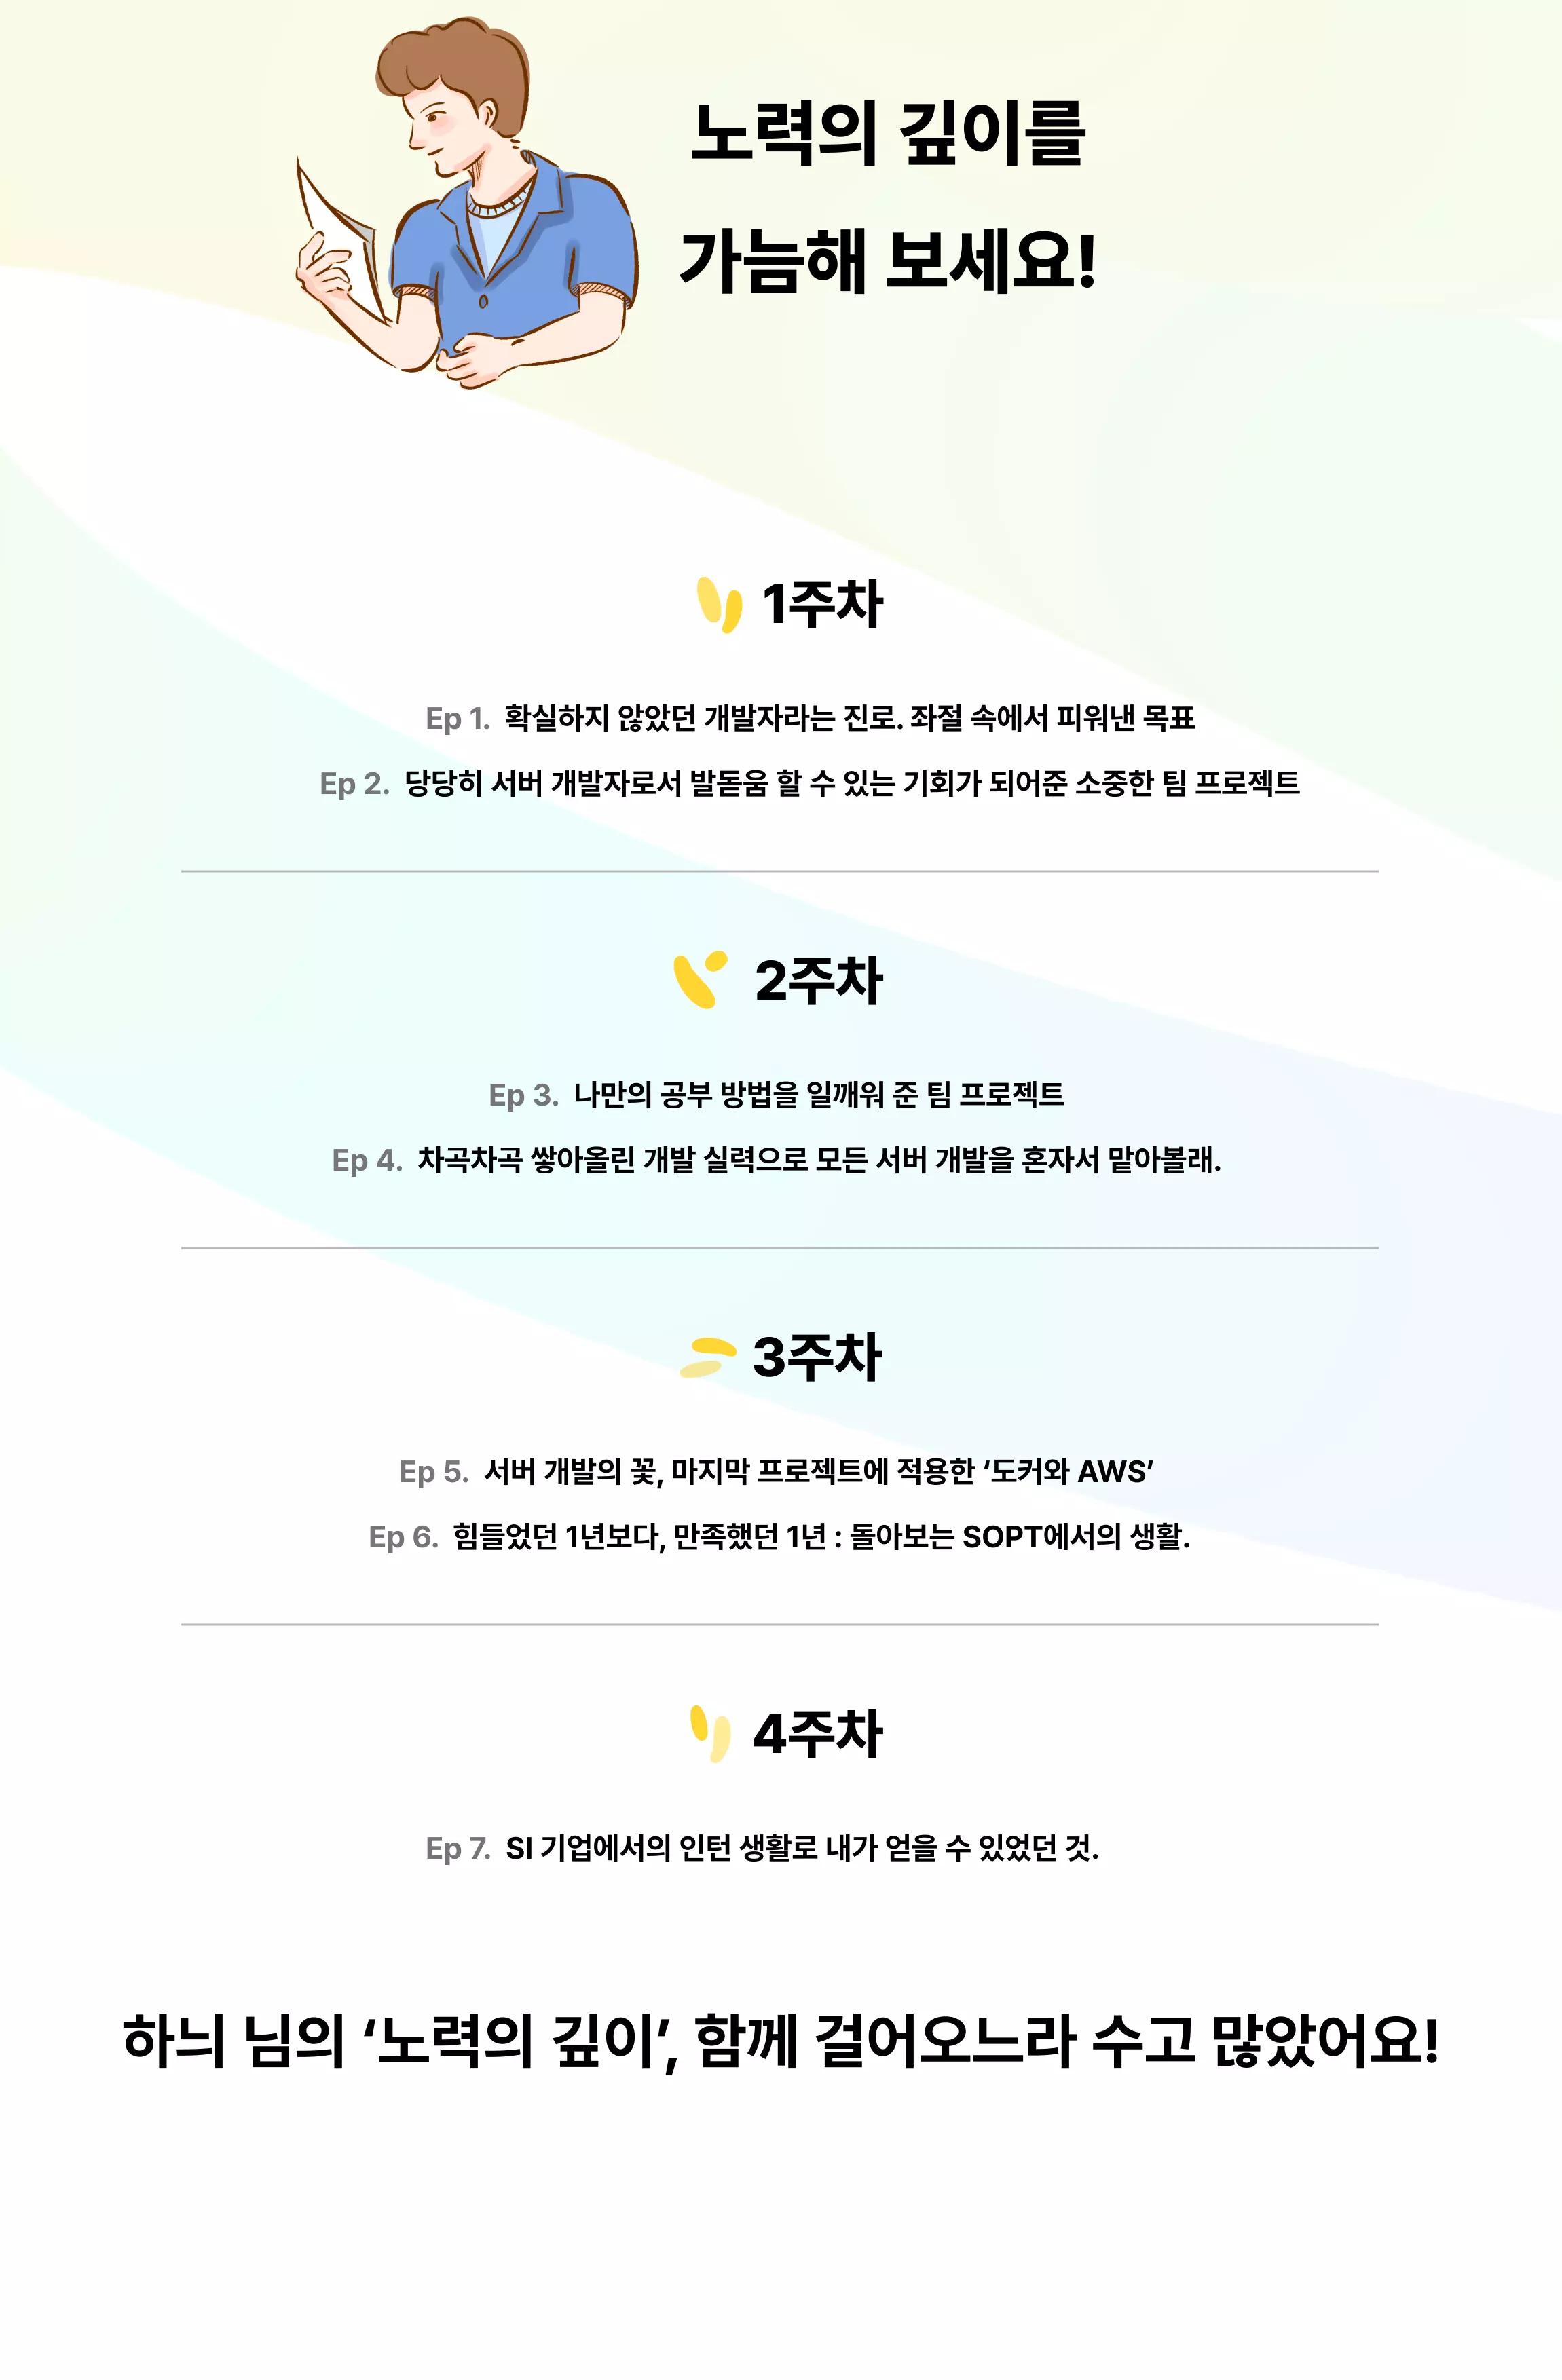 노력의 깊이를
가늠해 보세요!
1주차
Ep 1. 확실하지 않았던 개발자라는 진로. 좌절 속에서 피워낸 목표
Ep 2. 당당히 서버 개발자로서 발돋움 할 수 있는 기회가 되어준 소중한 팀 프로젝트
2주차
Ep 3. 나만의 공부 방법을 일깨워 준 팀 프로젝트
Ep 4. 차곡차곡 쌓아올린 개발 실력으로 모든 서버 개발을 혼자서 맡아볼래.
3주차
Ep 5. 서버 개발의 꽃, 마지막 프로젝트에 적용한 ‘도커와 AWS’
Ep 6. 힘들었던 1년보다, 만족했던 1년 : 돌아보는 SOPT에서의 생활.
4주차
Ep 7. SI 기업에서의 인턴 생활로 내가 얻을 수 있었던 것.
하늬 님의 ‘노력의 깊이’, 함께 걸어오느라 수고 많았어요!